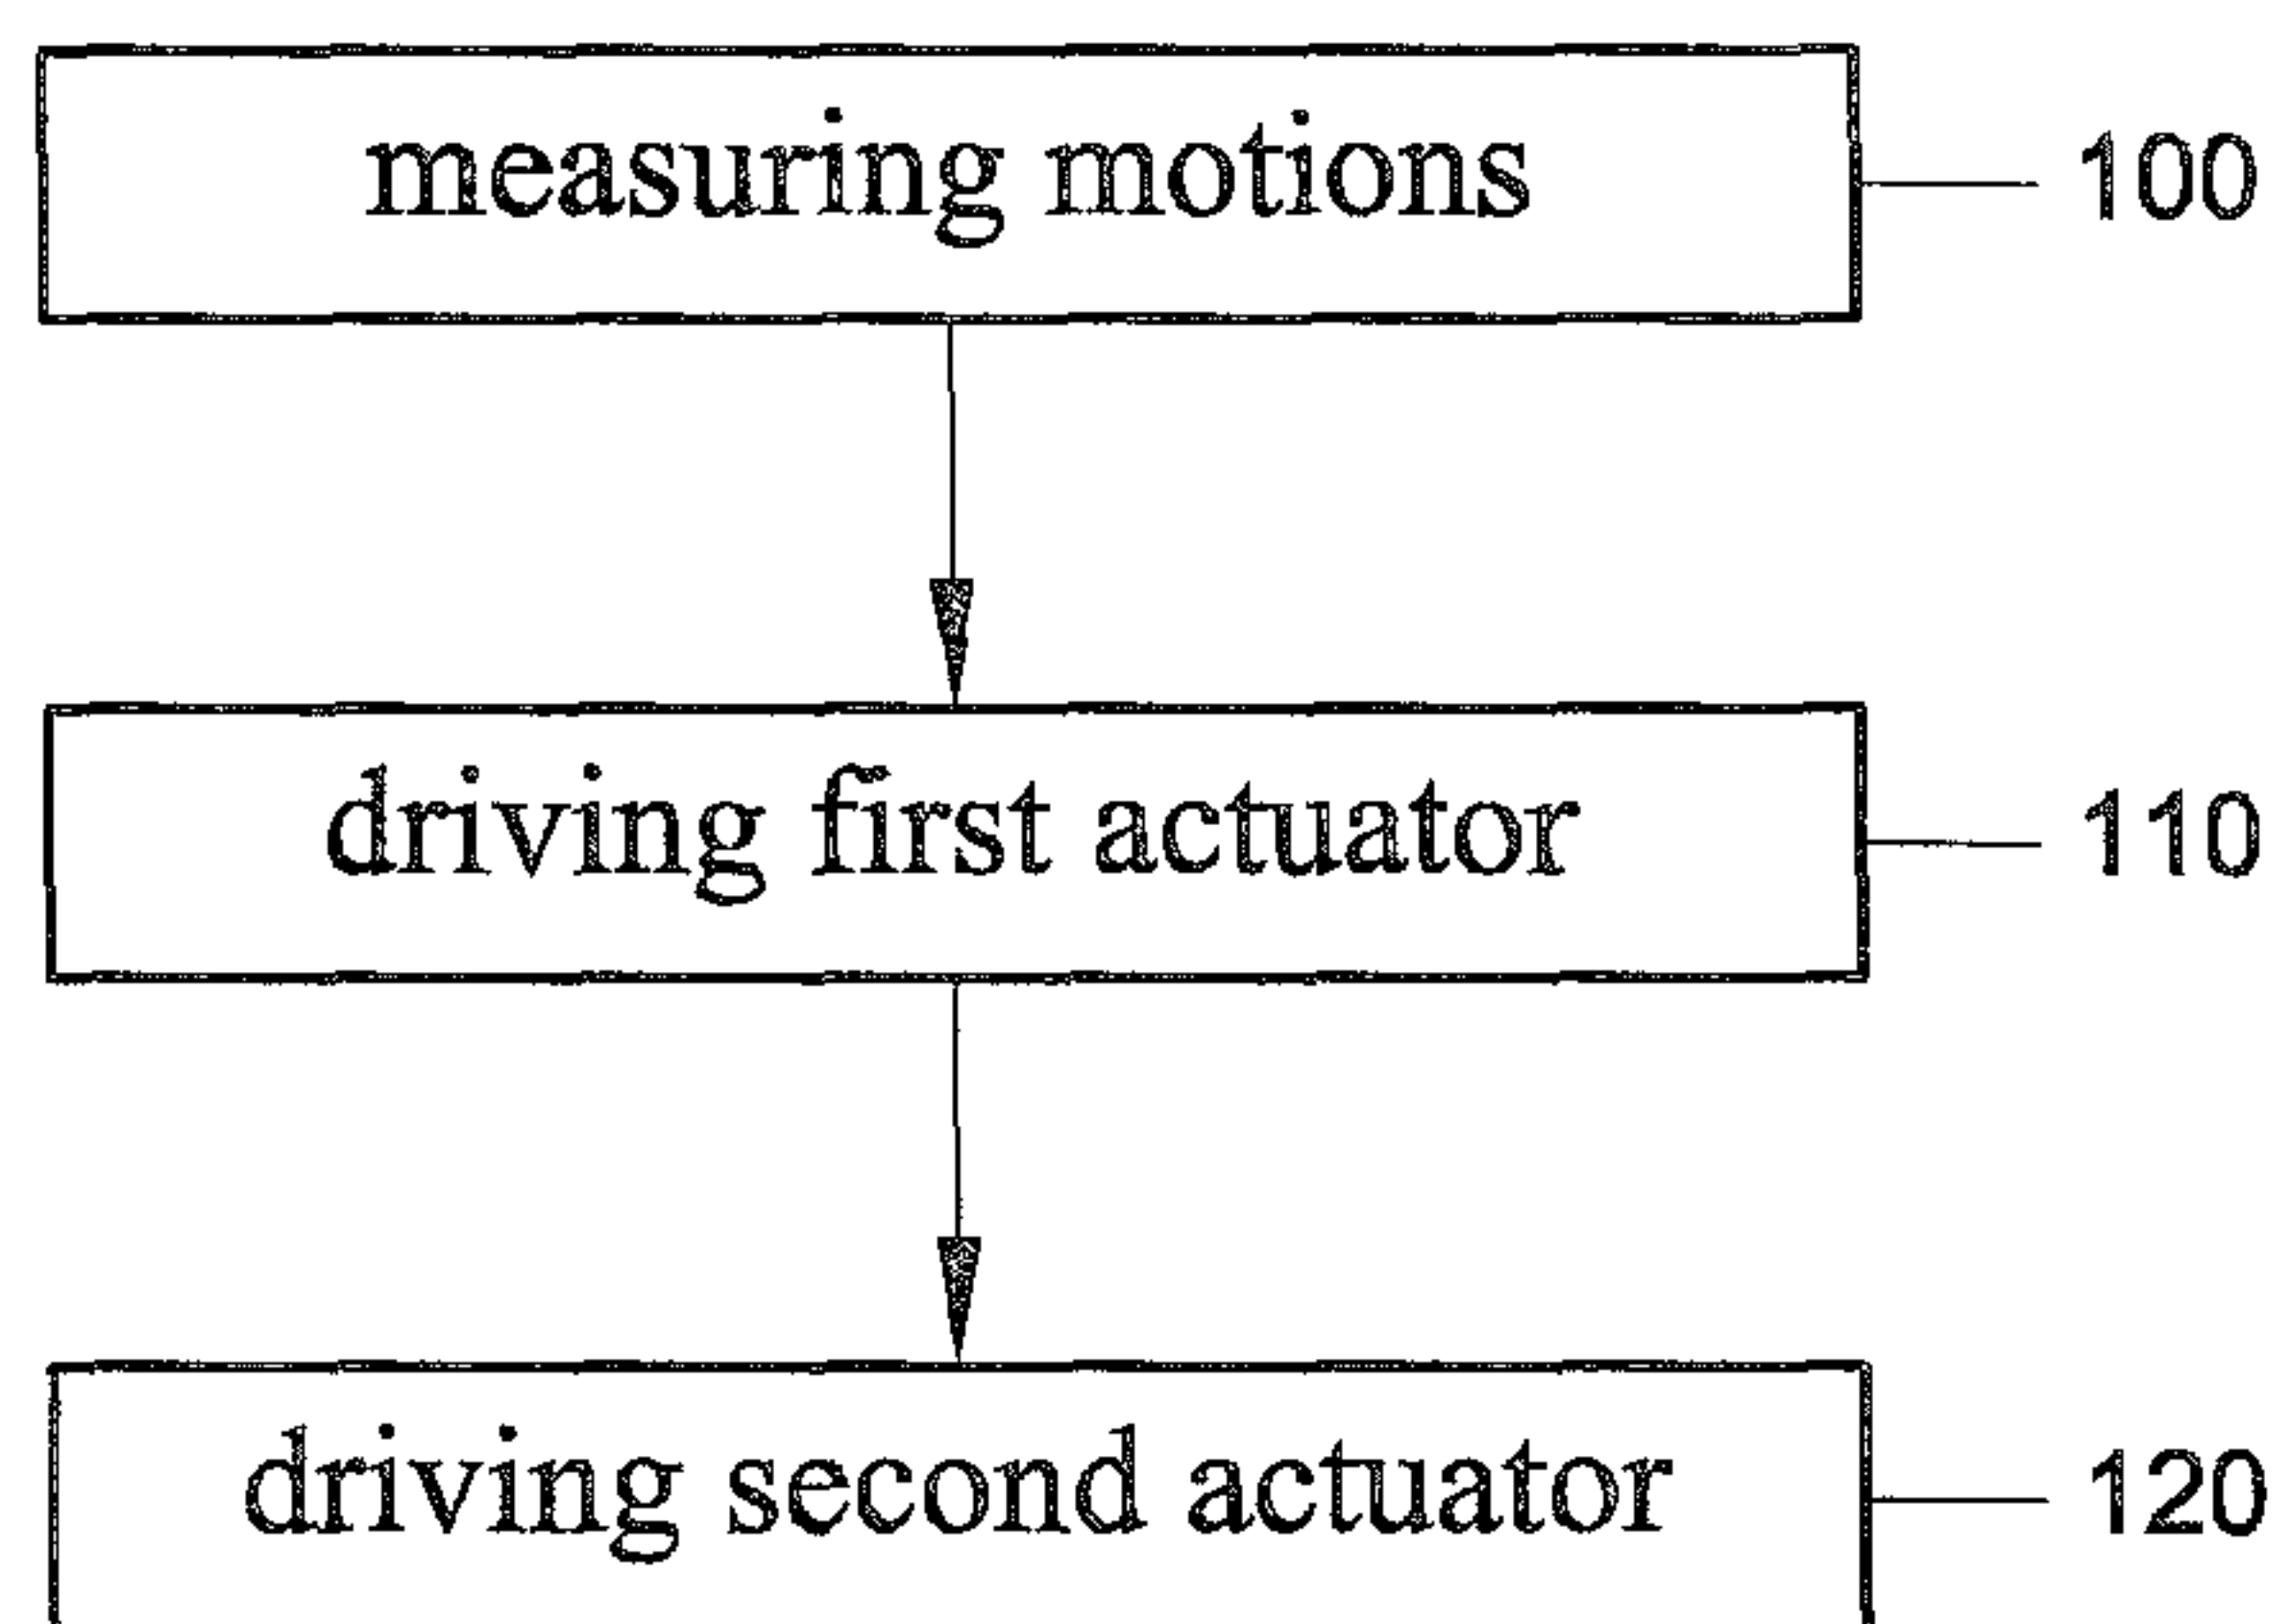 measuring motions 100
driving first actuator 110
driving second actuator 120